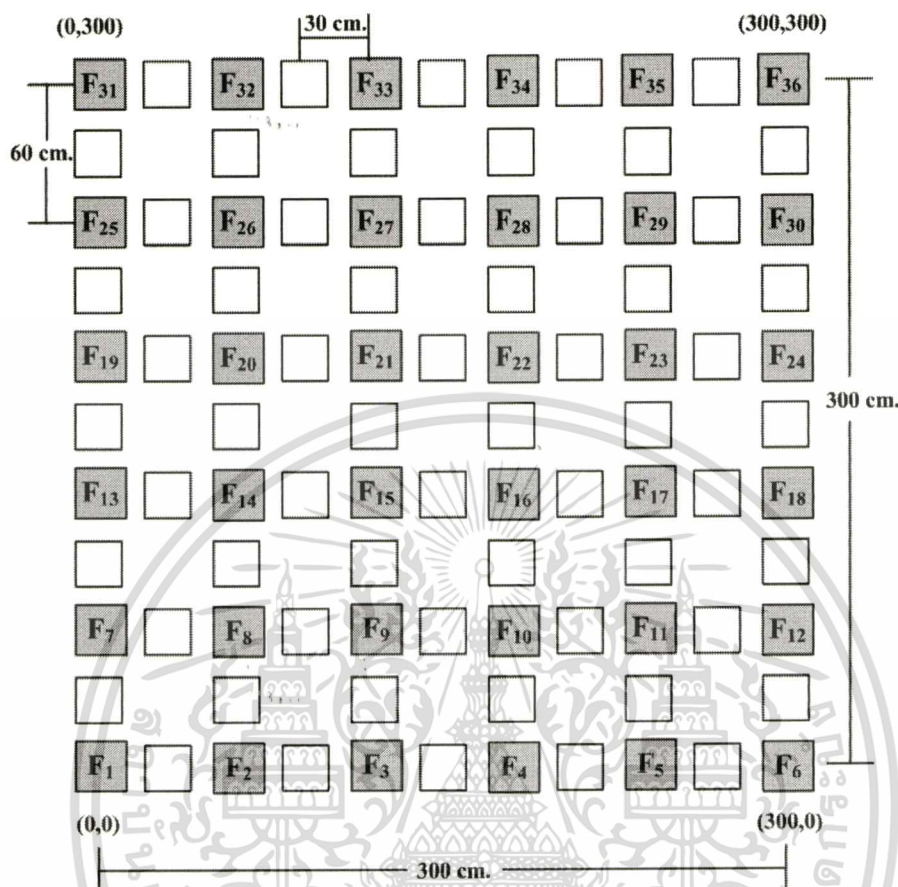 (0,300) 30 cm. (300,300)
F31 F32 F33 F34 F35 F36
60 cm.
F25 F26 F27 F28 F29 F30
F19 F20 F21 F22 F23 F24
300 cm.
F13 F14 F15 F16 F17 F18
F7 F8 F9 F10 F11 F12
F1 F2 F3 F4 F5 F6
(0,0) (300,0)
300 cm.